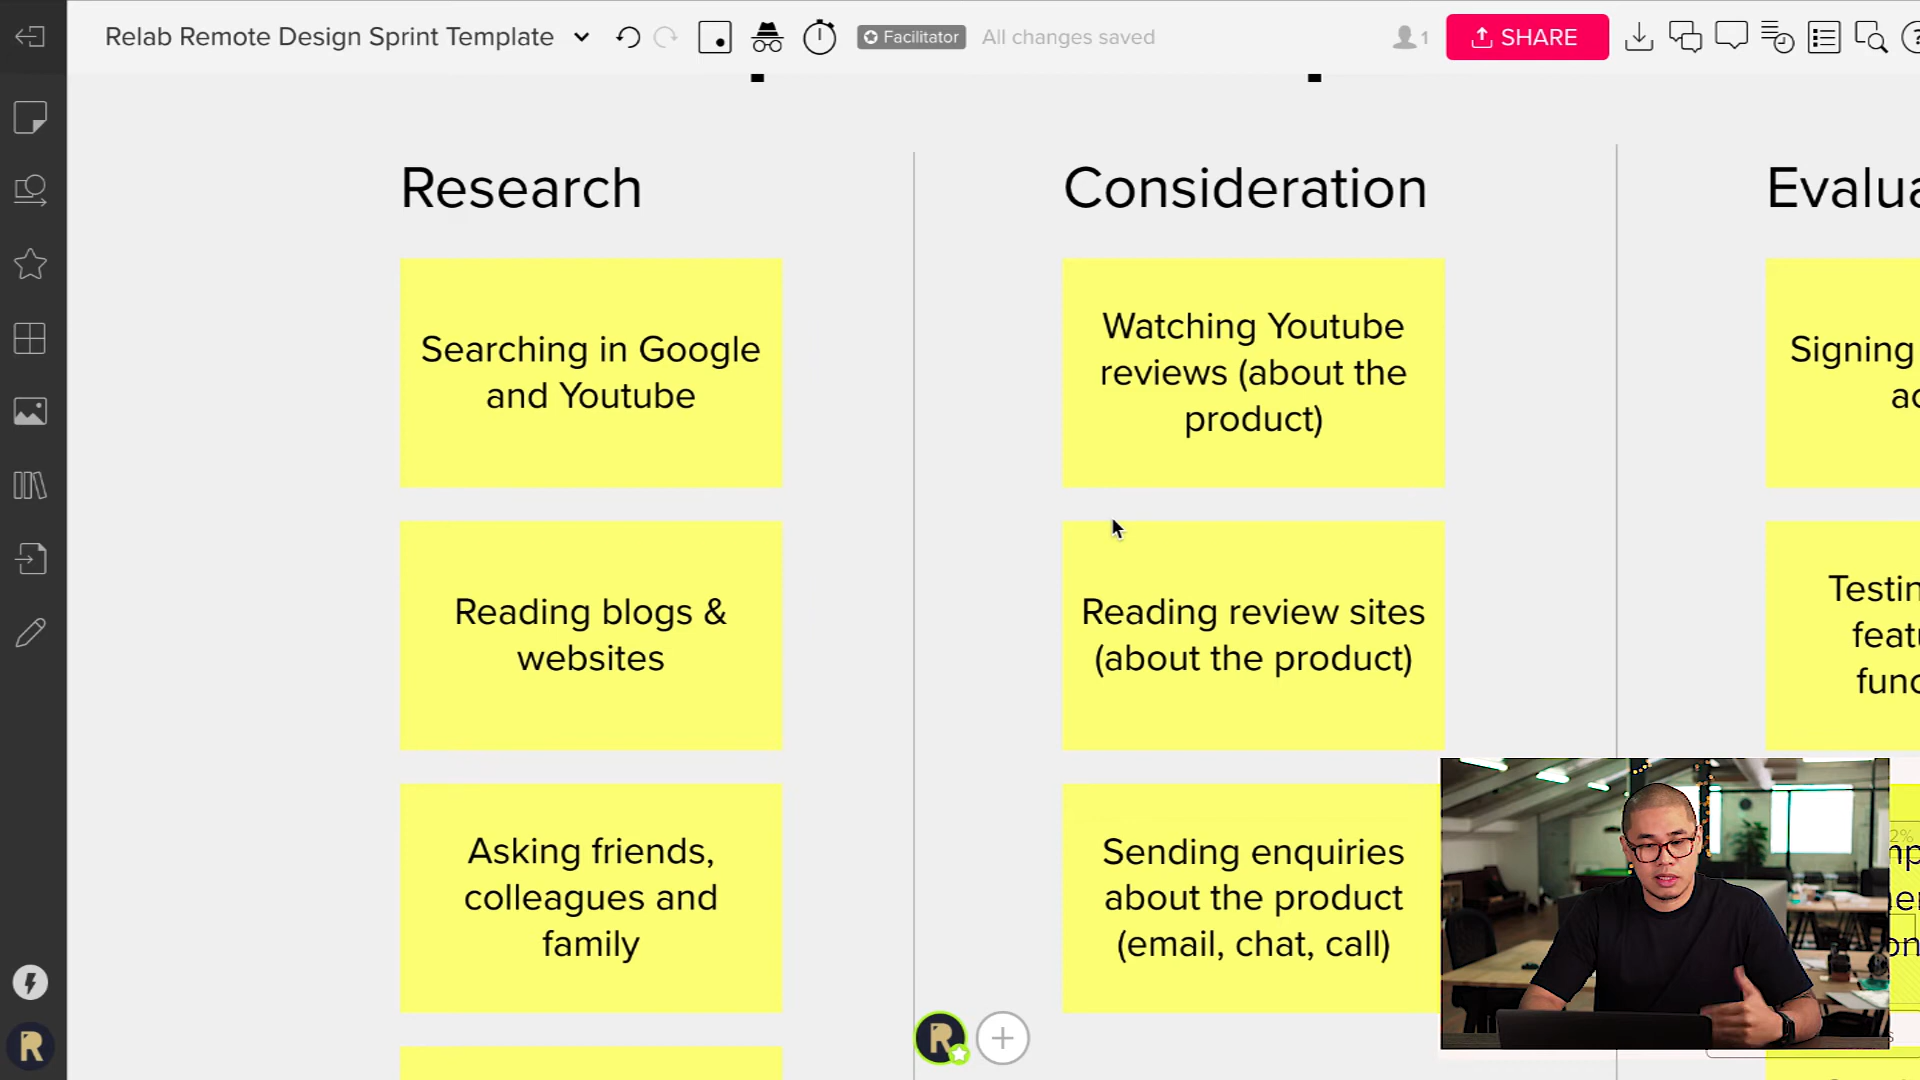 Relab Remote Design Sprint Template
Facilitator
All changes saved
1
SHARE
Research
Consideration
Searching in Google
and Youtube
Watching Youtube
reviews (about the
product)
Signing
Reading blogs &
websites
Reading review sites
(about the product)
Asking friends,
colleagues and
family
Sending enquiries
about the product
(email, chat, call)
R
R